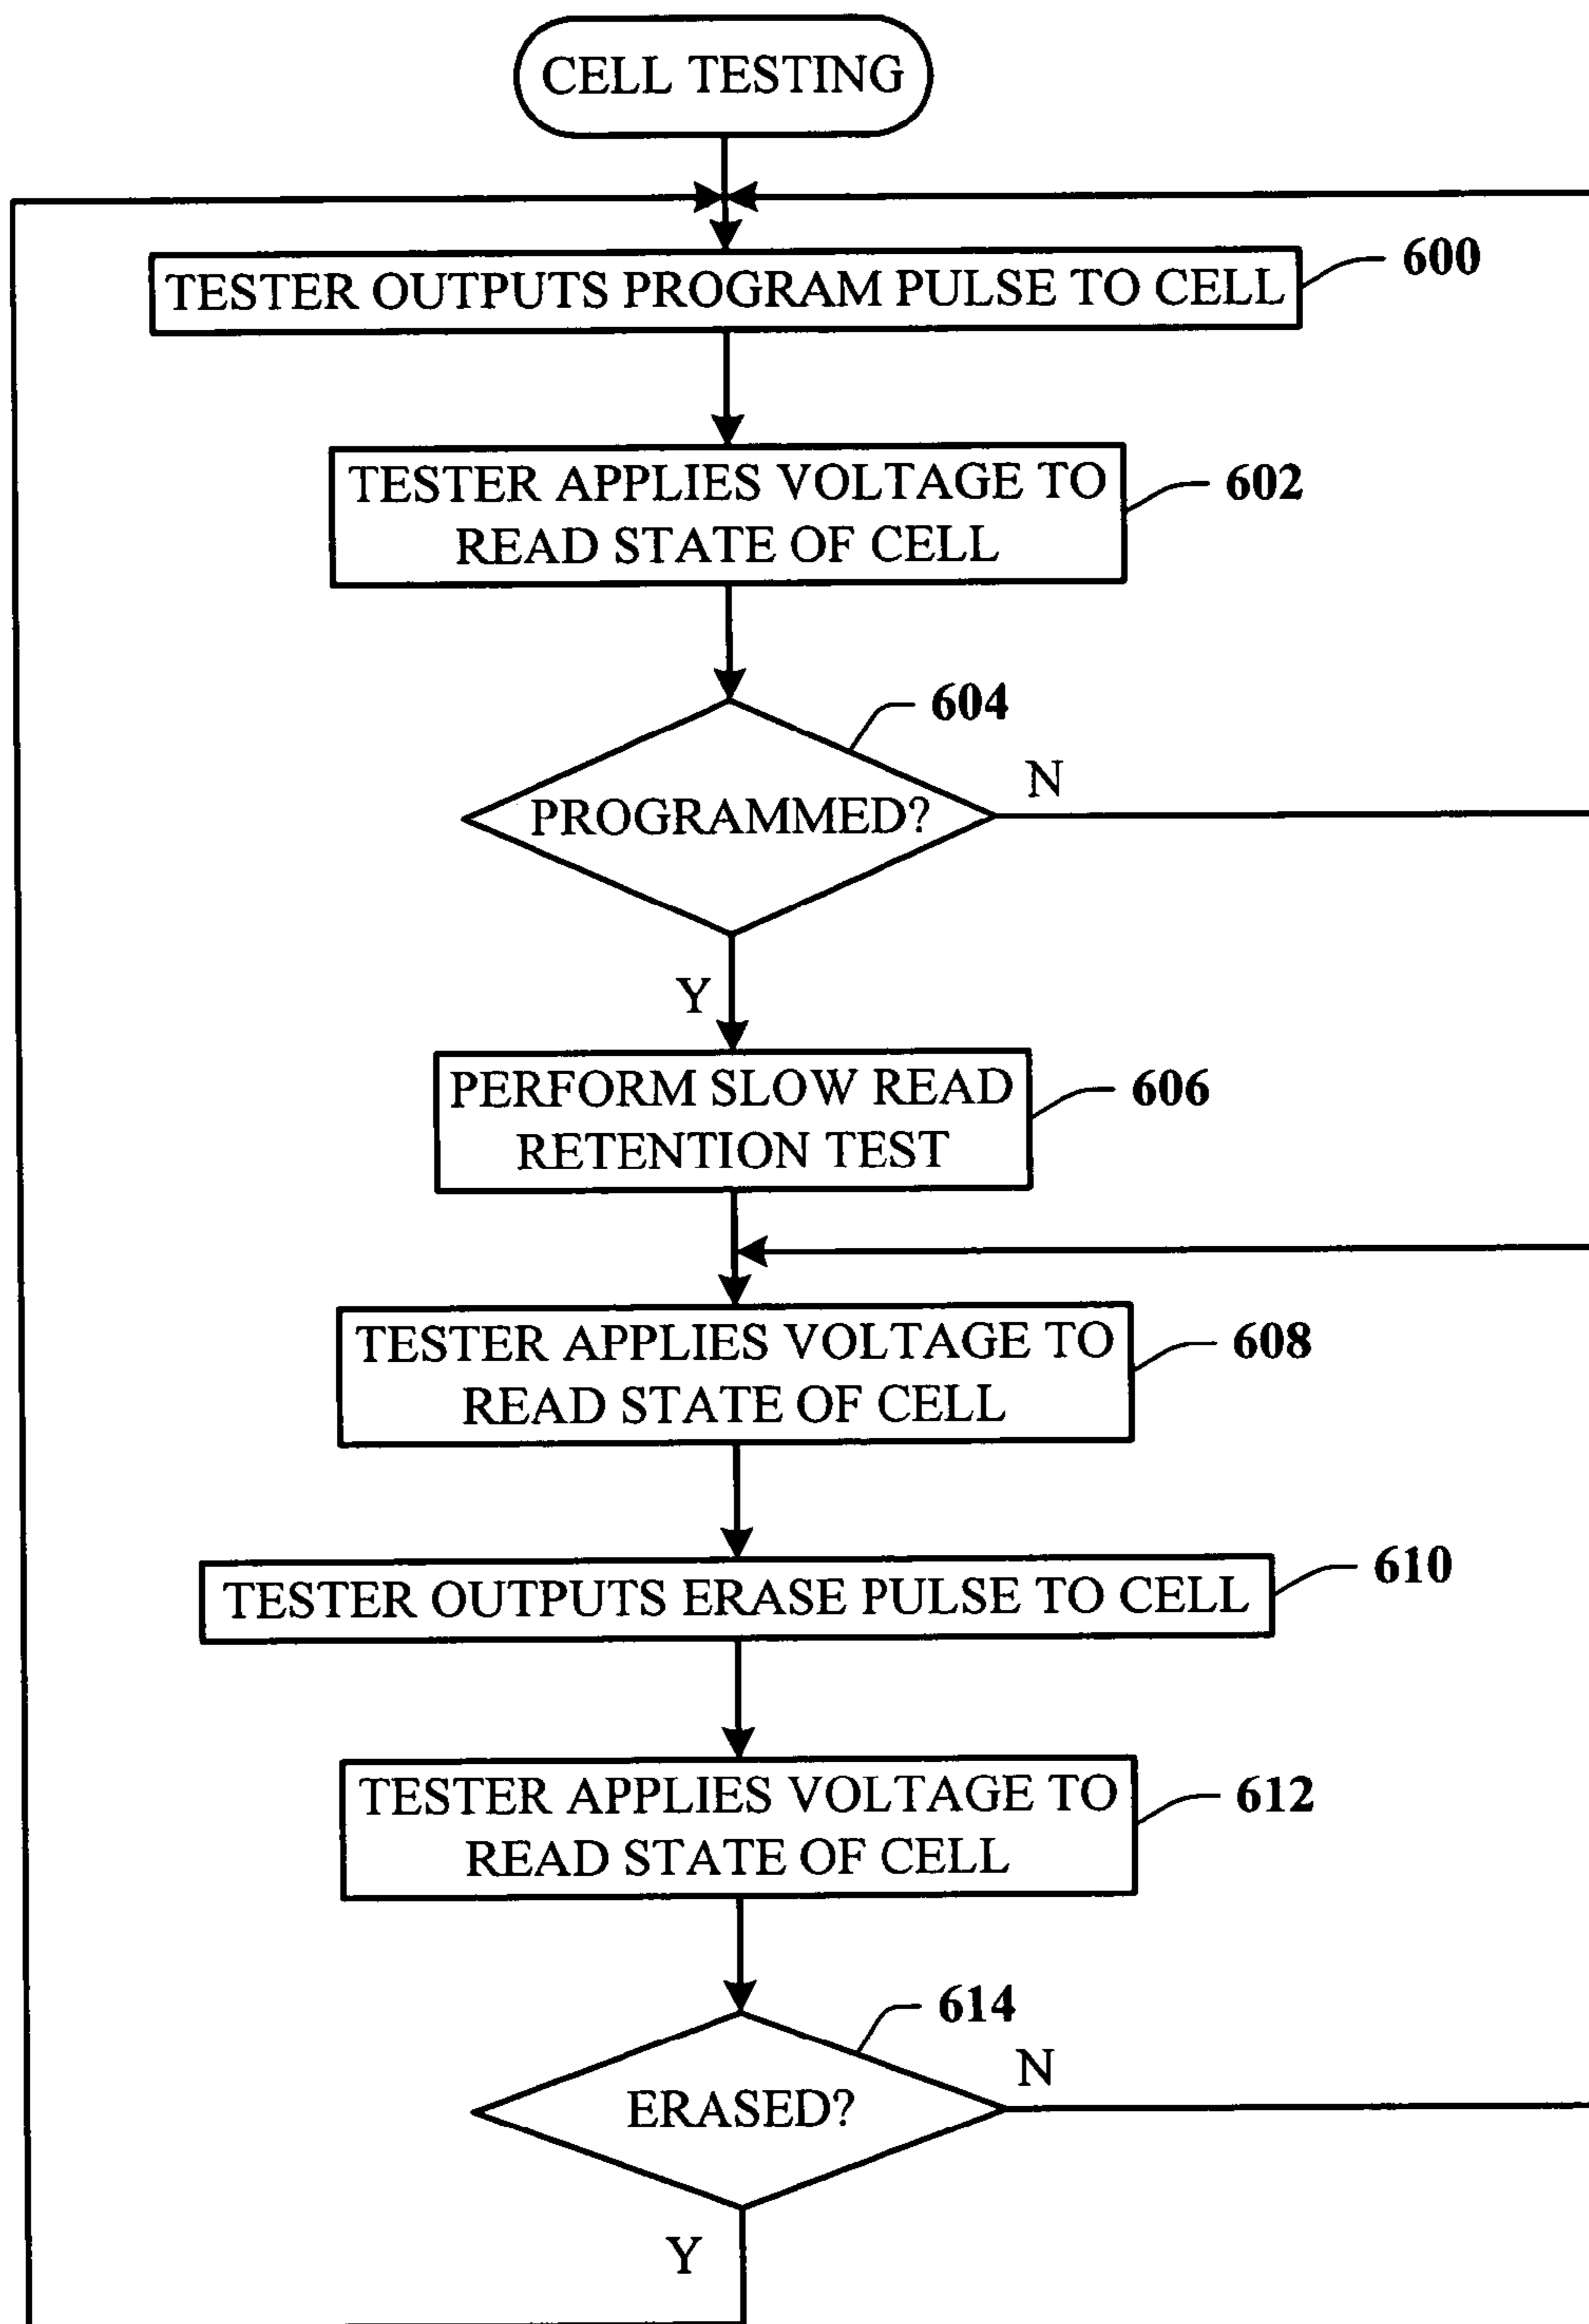 CELL TESTING
TESTER OUTPUTS PROGRAM PULSE TO CELL
600
TESTER APPLIES VOLTAGE TO
READ STATE OF CELL
602
604
PROGRAMMED?
N
Y
PERFORM SLOW READ
RETENTION TEST
606
TESTER APPLIES VOLTAGE TO
READ STATE OF CELL
608
TESTER OUTPUTS ERASE PULSE TO CELL
610
TESTER APPLIES VOLTAGE TO
READ STATE OF CELL
612
614
ERASED?
N
Y